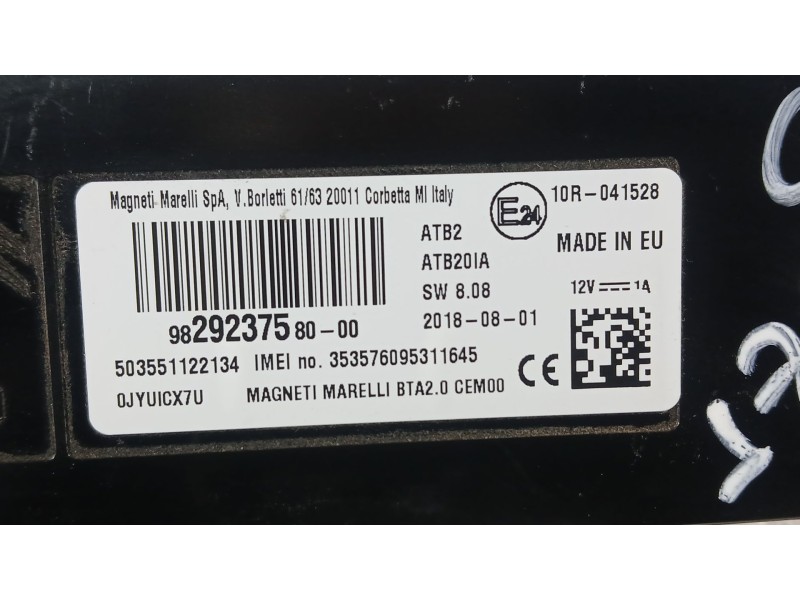 Magneti Marelli SpA, V.Borletti 61/63 20011 Corbetta MI Italy
E24
10R-041528
ATB2
MADE IN EU
ATB20IA
SW 8.08
12V 1A
98292375 80-00
2018-08-01
503551122134 IMEI no. 353576095311645
CE
0JYUICX7U MAGNETI MARELLI BTA2.0 CEM00